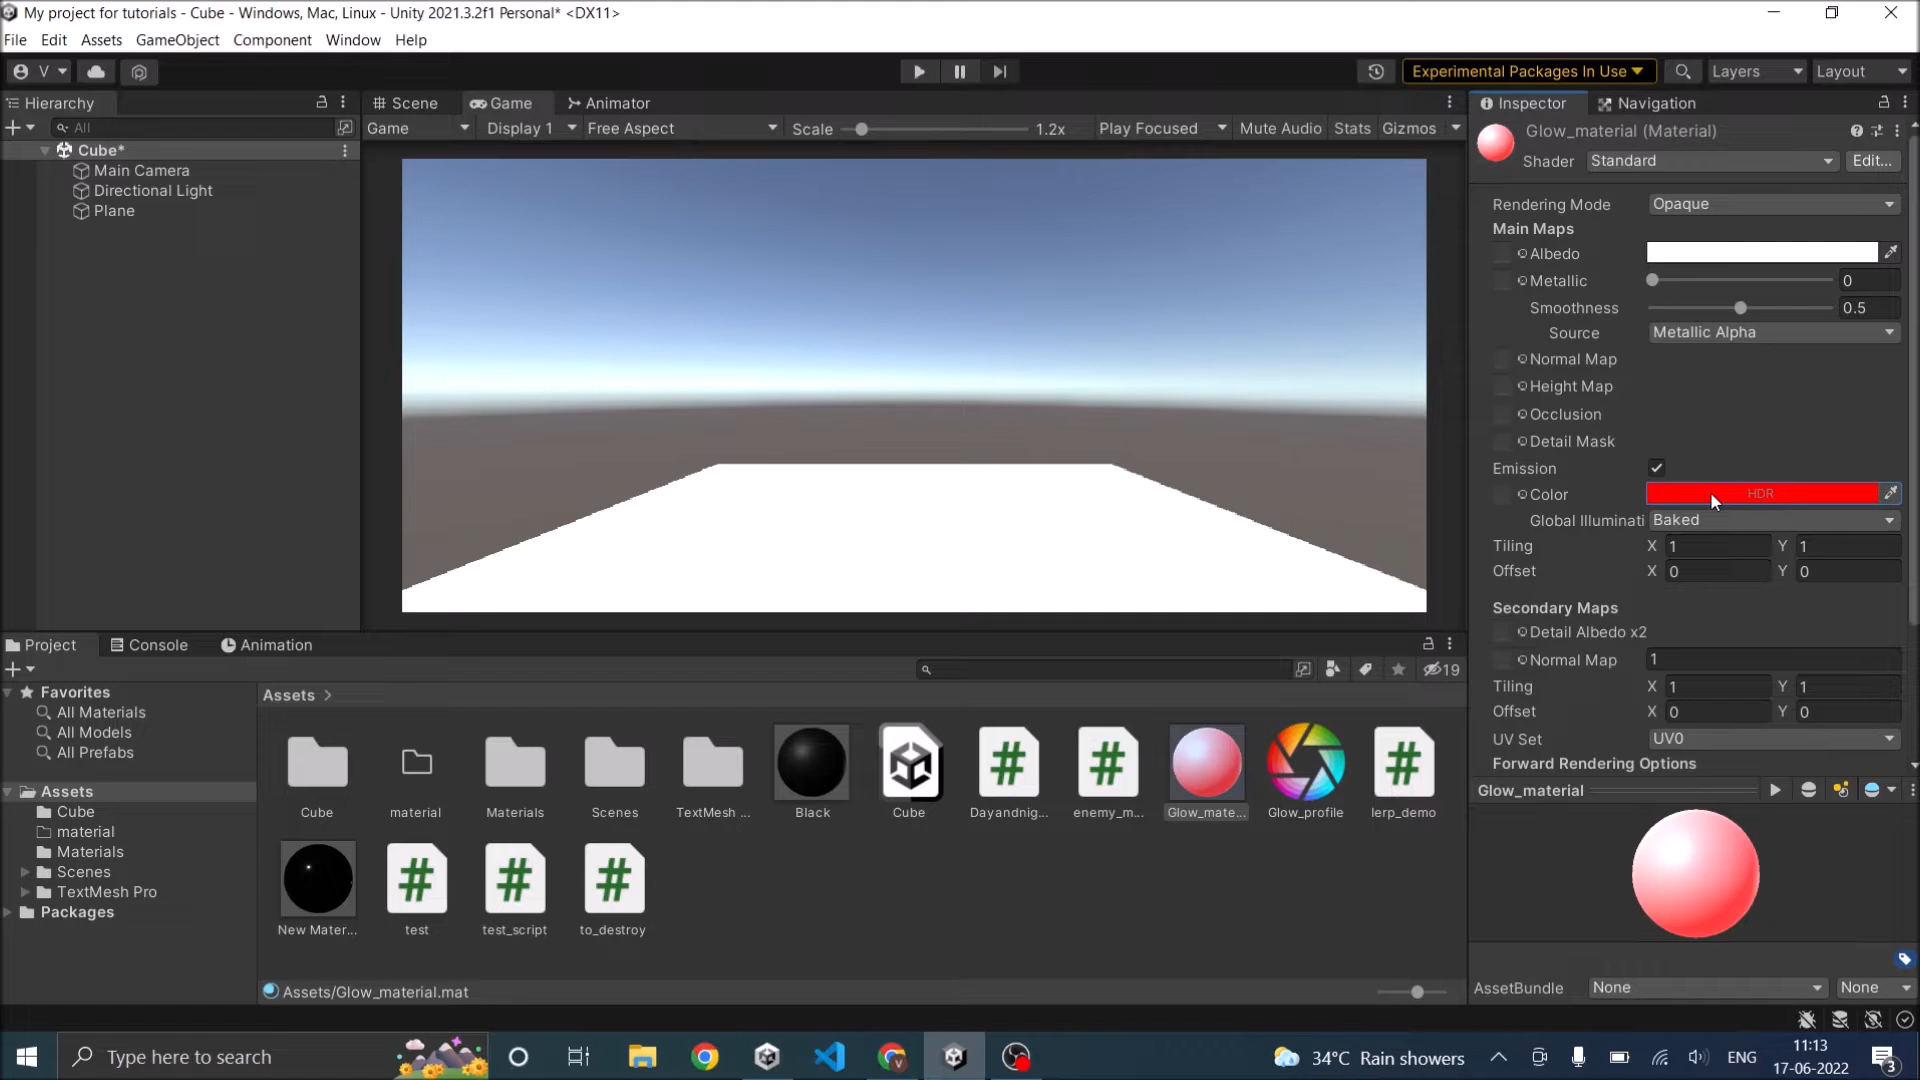 My project for tutorials - Cube - Windows, Mac, Linux - Unity 2021.3.2f1 Personal* <DX11>
File Edit Assets GameObject Component Window Help
V Experimental Packages In Use Layers Layout
Hierarchy
All
Cube*
Main Camera
Directional Light
Plane
Scene Game Animator
Game Display 1 Free Aspect Scale 1.2x Play Focused Mute Audio Stats Gizmos
Inspector Navigation
Glow_material (Material)
Shader Standard Edit...
Rendering Mode Opaque
Main Maps
Albedo
Metallic 0
Smoothness 0.5
Source Metallic Alpha
Normal Map
Height Map
Occlusion
Detail Mask
Emission
Color HDR
Global Illuminati Baked
Tiling X 1 Y 1
Offset X 0 Y 0
Secondary Maps
Detail Albedo x2
Normal Map 1
Tiling X 1 Y 1
Offset X 0 Y 0
UV Set UV0
Forward Rendering Options
Glow_material
AssetBundle None None
Project Console Animation
19
Favorites
All Materials
All Models
All Prefabs
Assets
Cube
material
Materials
Scenes
TextMesh Pro
Packages
Assets >
Cube material Materials Scenes TextMesh ... Black Cube Dayandnig... enemy_m... Glow_mate... Glow_profile lerp_demo
New Mater... test test_script to_destroy
Assets/Glow_material.mat
Type here to search
34°C Rain showers
ENG
11:13
17-06-2022
3